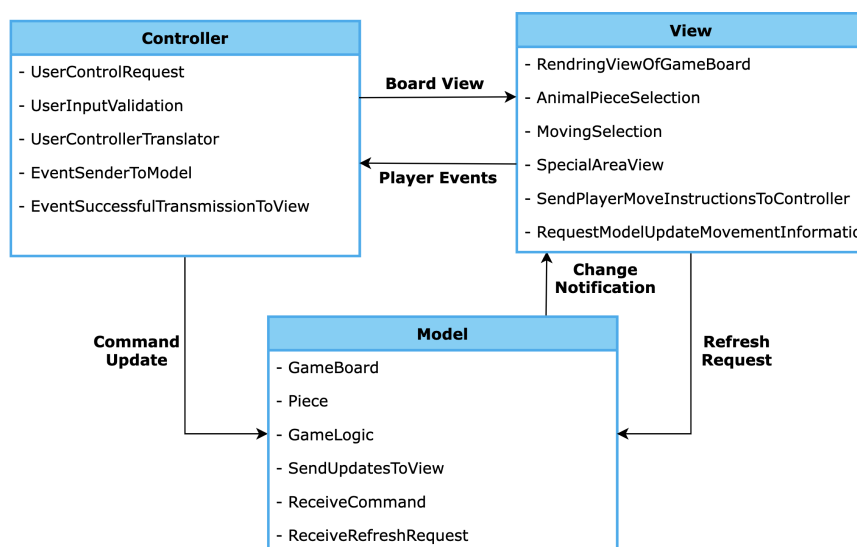 Controller
- UserControlRequest
- UserInputValidation
- UserControllerTranslator
- EventSenderToModel
- EventSuccessfulTransmissionToView
Board View
Player Events
View
- RendringViewOfGameBoard
- AnimalPieceSelection
- MovingSelection
- SpecialAreaView
- SendPlayerMoveInstructionsToController
- RequestModelUpdateMovementInformatio
Change
Notification
Command
Update
Refresh
Request
Model
- GameBoard
- Piece
- GameLogic
- SendUpdatesToView
- ReceiveCommand
- ReceiveRefreshRequest